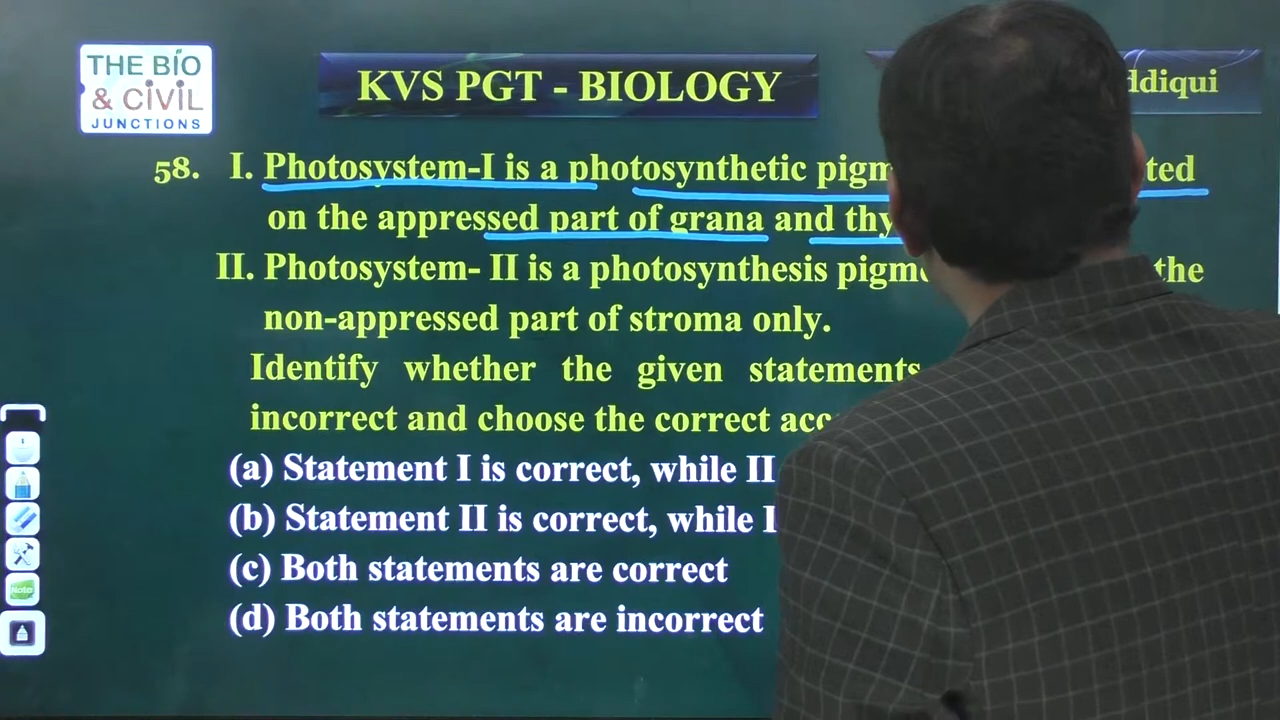 THE BIO
& CIVIL
JUNCTIONS
KVS PGT - BIOLOGY
ddiqui
58. I. Photosystem-I is a photosynthetic pigm ted
on the appressed part of grana and thy
II. Photosystem- II is a photosynthesis pigme the
non-appressed part of stroma only.
Identify whether the given statements
incorrect and choose the correct acc
(a) Statement I is correct, while II
(b) Statement II is correct, while I
(c) Both statements are correct
(d) Both statements are incorrect
Note